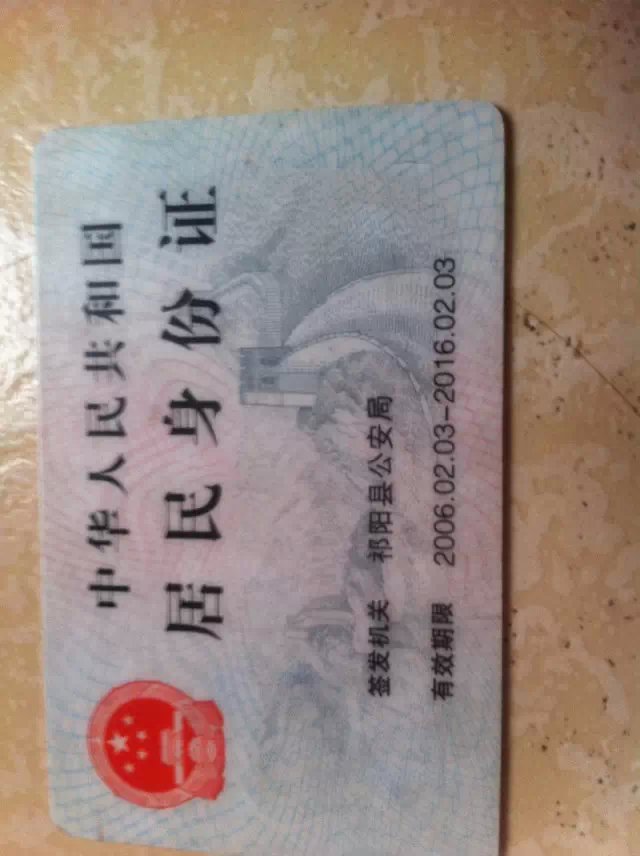 中华人民共和国
居民身份证
签发机关 祁阳县公安局
有效期限 2006.02.03-2016.02.03